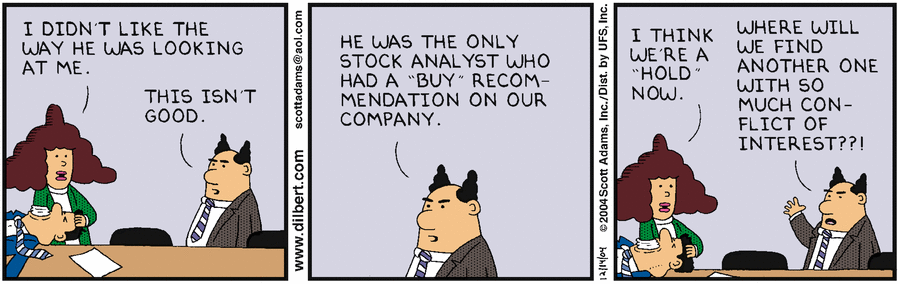 I DIDN'T LIKE THE
WAY HE WAS LOOKING
AT ME.
THIS ISN'T
GOOD.
www.dilbert.com
scottadams@aol.com
HE WAS THE ONLY
STOCK ANALYST WHO
HAD A "BUY" RECOM-
MENDATION ON OUR
COMPANY.
12/14/04 © 2004 Scott Adams, Inc./Dist. by UFS, Inc.
I THINK
WE'RE A
"HOLD"
NOW.
WHERE WILL
WE FIND
ANOTHER ONE
WITH SO
MUCH CON-
FLICT OF
INTEREST??!